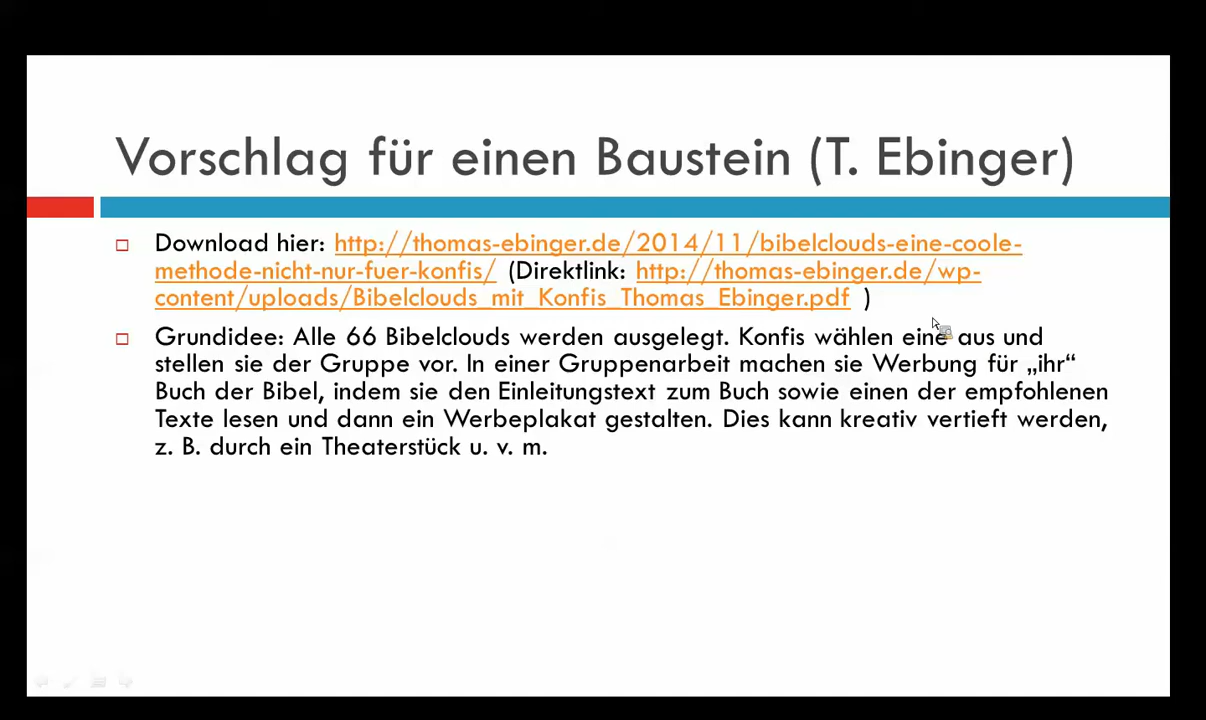 Vorschlag für einen Baustein (T. Ebinger)
Download hier: http://thomas-ebinger.de/2014/11/bibelclouds-eine-coole-
methode-nicht-nur-fuer-konfis/ (Direktlink: http://thomas-ebinger.de/wp-
content/uploads/Bibelclouds_mit_Konfis_Thomas_Ebinger.pdf )
Grundidee: Alle 66 Bibelclouds werden ausgelegt. Konfis wählen eine aus und
stellen sie der Gruppe vor. In einer Gruppenarbeit machen sie Werbung für „ihr“
Buch der Bibel, indem sie den Einleitungstext zum Buch sowie einen der empfohlenen
Texte lesen und dann ein Werbeplakat gestalten. Dies kann kreativ vertieft werden,
z. B. durch ein Theaterstück u. v. m.